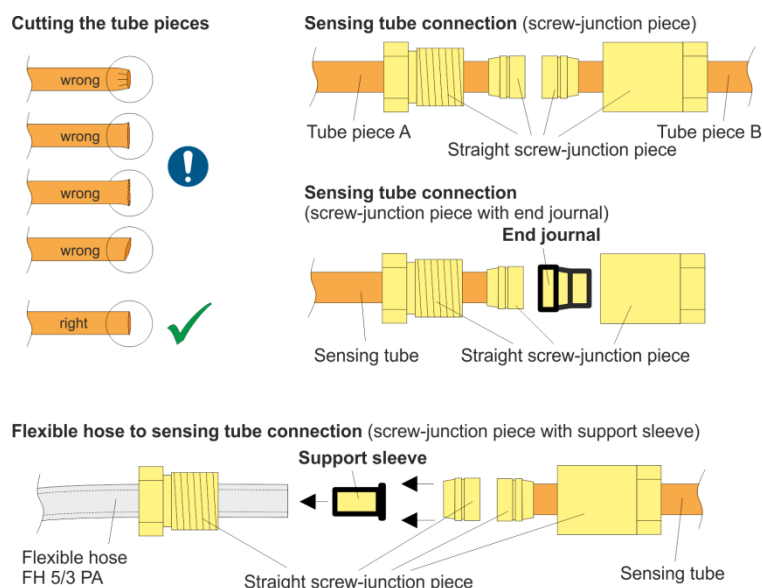 Cutting the tube pieces
wrong
wrong
wrong
wrong
right
Sensing tube connection (screw-junction piece)
Tube piece A
Straight screw-junction piece
Tube piece B
Sensing tube connection
(screw-junction piece with end journal)
End journal
Sensing tube
Straight screw-junction piece
Flexible hose to sensing tube connection (screw-junction piece with support sleeve)
Support sleeve
Flexible hose
FH 5/3 PA
Straight screw-junction piece
Sensing tube